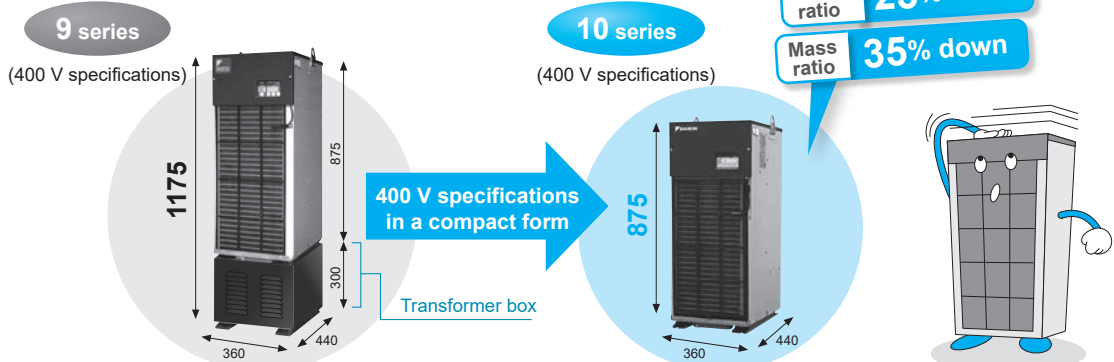 ratio
9 series
(400 V specifications)
10 series
(400 V specifications)
Mass
ratio
35% down
1175
875
300
360
440
Transformer box
400 V specifications
in a compact form
DAIKIN
875
360
440